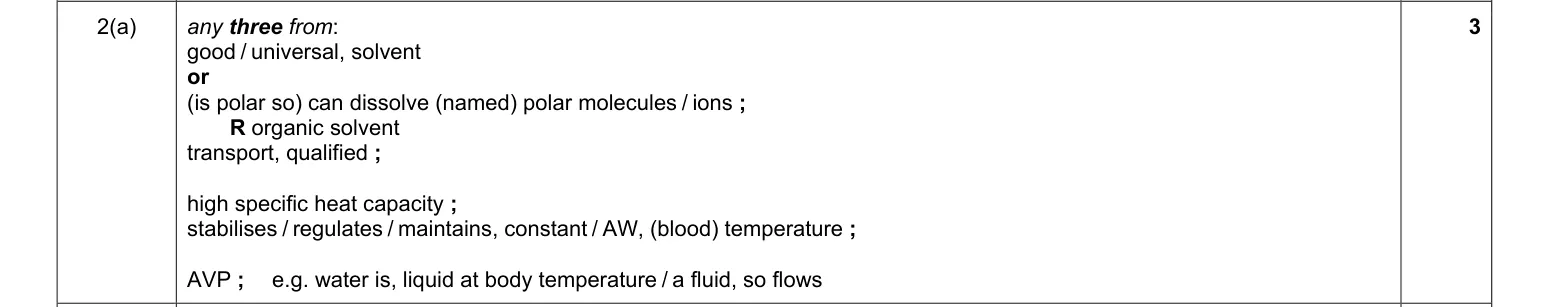 2(a)
any three from:
3
good / universal, solvent
or
(is polar so) can dissolve (named) polar molecules / ions ;
R organic solvent
transport, qualified ;
high specific heat capacity ;
stabilises / regulates / maintains, constant / AW, (blood) temperature ;
AVP ; e.g. water is, liquid at body temperature / a fluid, so flows